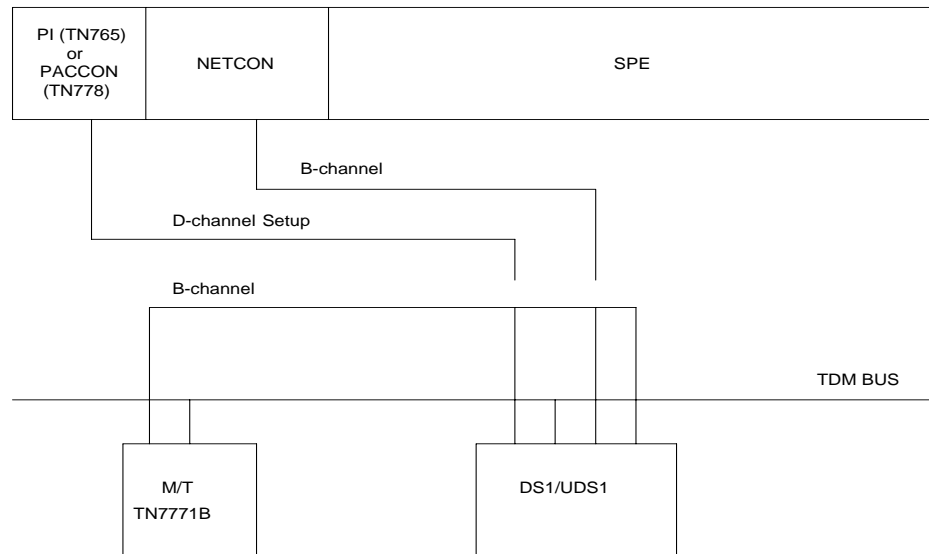 PI (TN765)
or
PACCON
(TN778)
NETCON
SPE
B-channel
D-channel Setup
B-channel
TDM BUS
M/T
TN7771B
DS1/UDS1